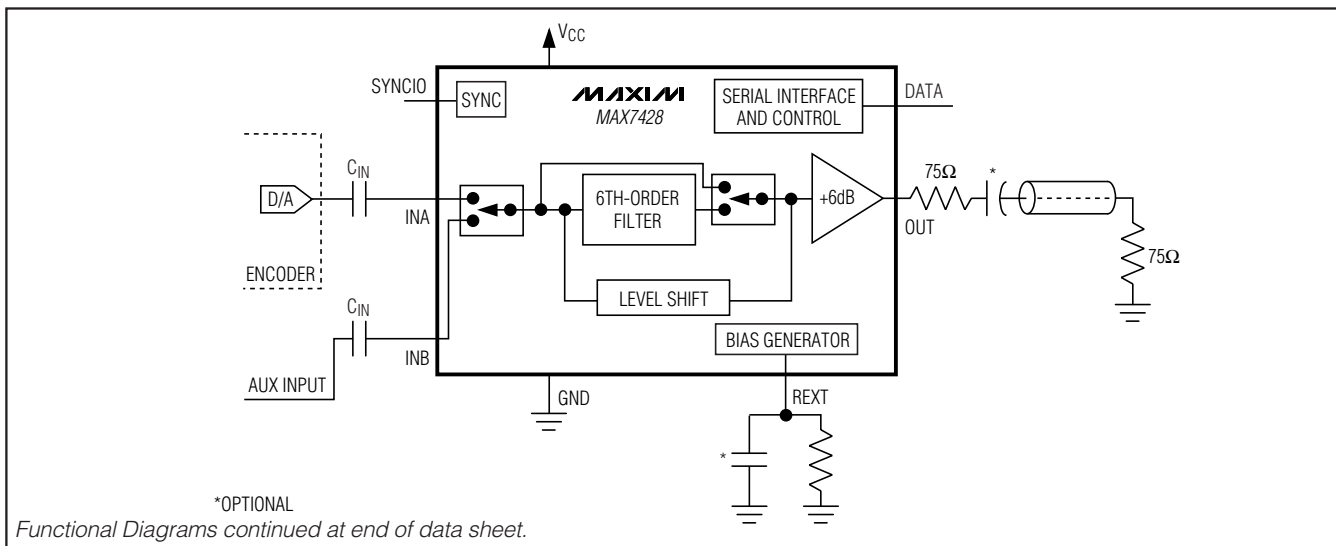 VCC
SYNCIO
SYNC
MAXIM
MAX7428
SERIAL INTERFACE
AND CONTROL
DATA
D/A
ENCODER
CIN
INA
6TH-ORDER
FILTER
+6dB
OUT
75Ω
*
75Ω
LEVEL SHIFT
CIN
INB
AUX INPUT
BIAS GENERATOR
GND
REXT
*
*OPTIONAL
Functional Diagrams continued at end of data sheet.